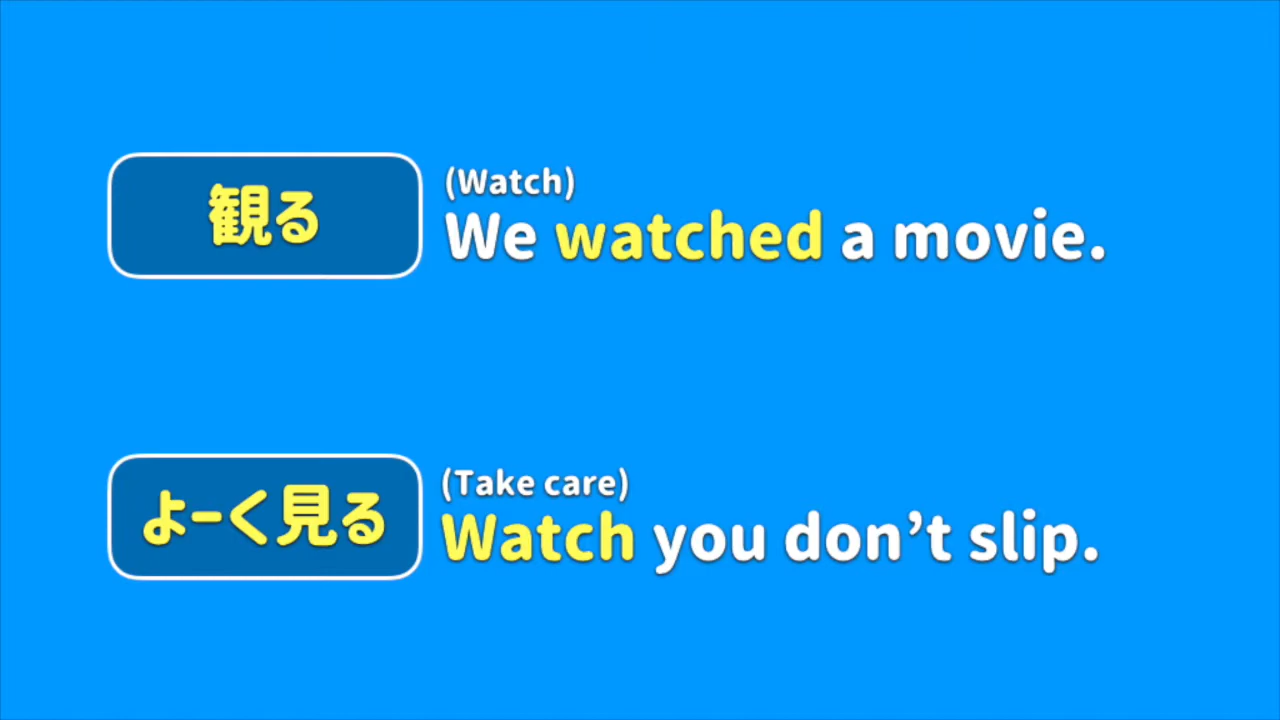 観る
(Watch)
We watched a movie.
よーく見る
(Take care)
Watch you don’t slip.